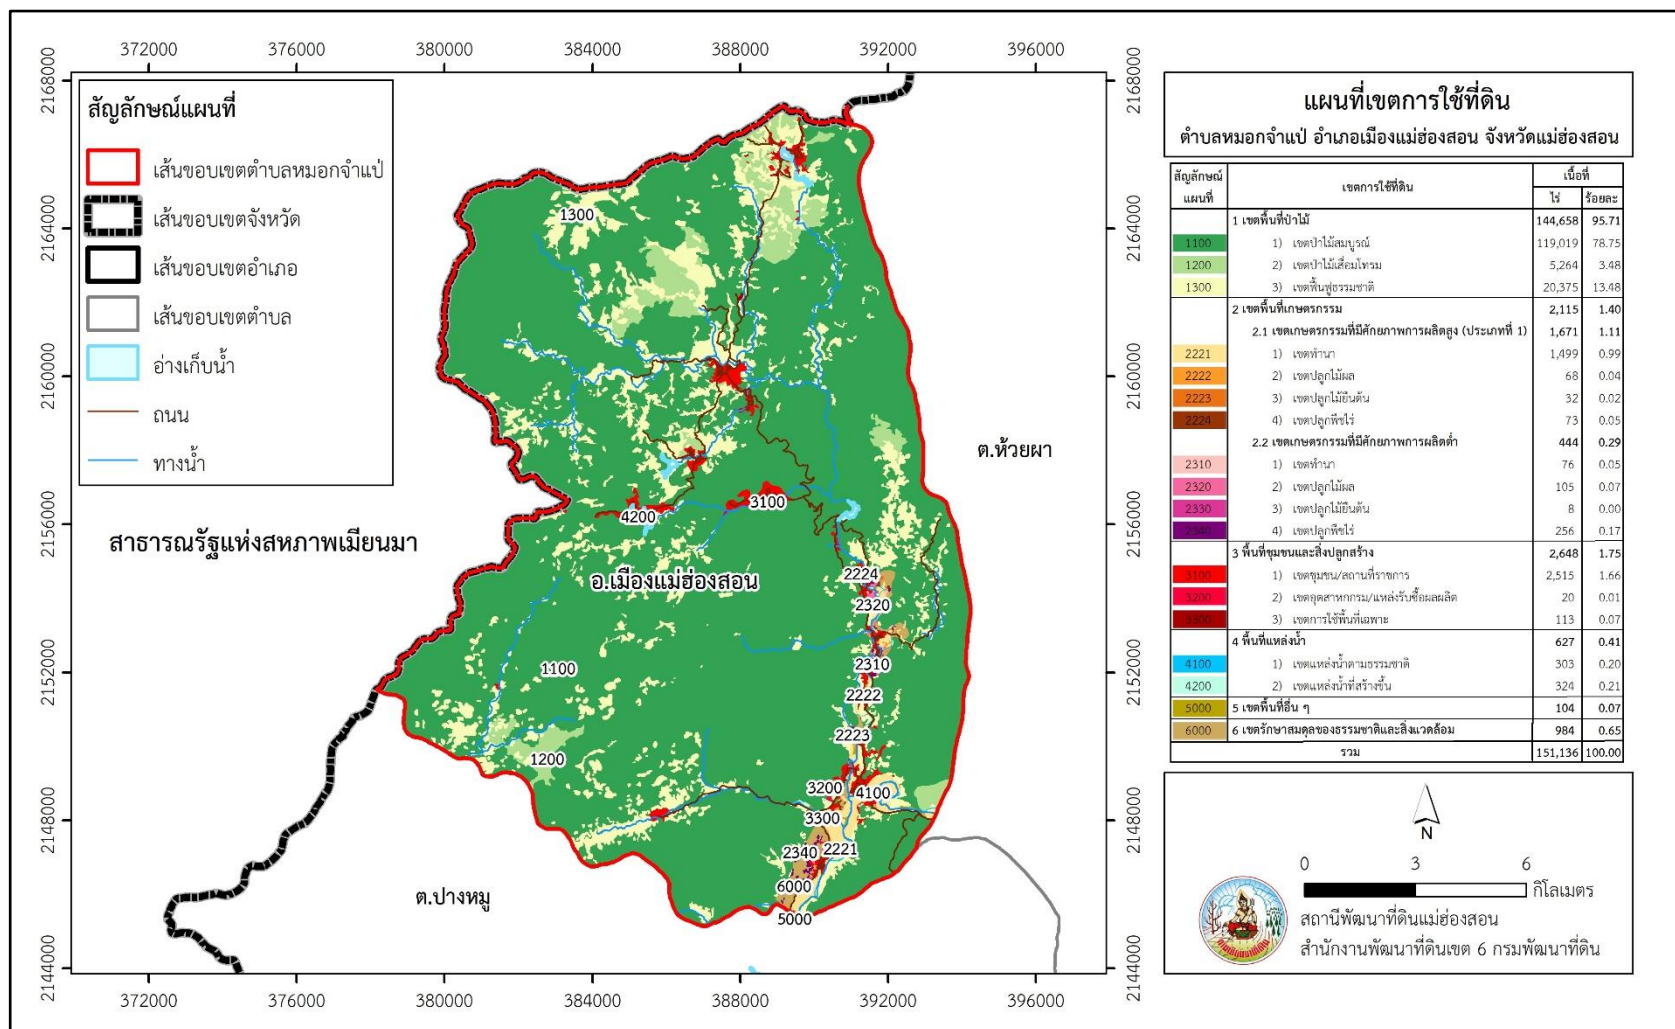 372000 376000 380000 384000 388000 392000 396000
2168000 2168000
2164000 2164000
2160000 2160000
2156000 2156000
2152000 2152000
2148000 2148000
2144000 2144000
สัญลักษณ์แผนที่
เส้นขอบเขตตำบลหมอกจำแป่
เส้นขอบเขตจังหวัด
เส้นขอบเขตอำเภอ
เส้นขอบเขตตำบล
อ่างเก็บน้ำ
ถนน
ทางน้ำ
1300
ต.ห้วยผา
3100
4200
สาธารณรัฐแห่งสหภาพเมียนมา
อ.เมืองแม่ฮ่องสอน
2224
2320
2310
1100
2222
2223
1200
3200
4100
3300
2340
2221
6000
ต.ปางหมู
5000
372000 376000 380000 384000 388000 392000 396000
แผนที่เขตการใช้ที่ดิน
ตำบลหมอกจำแป่ อำเภอเมืองแม่ฮ่องสอน จังหวัดแม่ฮ่องสอน
สัญลักษณ์แผนที่ เขตการใช้ที่ดิน เนื้อที่
ไร่ ร้อยละ
1 เขตพื้นที่ป่าไม้ 144,658 95.71
1100 1) เขตป่าไม้สมบูรณ์ 119,019 78.75
1200 2) เขตป่าไม้เสื่อมโทรม 5,264 3.48
1300 3) เขตฟื้นฟูธรรมชาติ 20,375 13.48
2 เขตพื้นที่เกษตรกรรม 2,115 1.40
2.1 เขตเกษตรกรรมที่มีศักยภาพการผลิตสูง (ประเภทที่ 1) 1,671 1.11
2221 1) เขตทำนา 1,499 0.99
2222 2) เขตปลูกไม้ผล 68 0.04
2223 3) เขตปลูกไม้ยืนต้น 32 0.02
2224 4) เขตปลูกพืชไร่ 73 0.05
2.2 เขตเกษตรกรรมที่มีศักยภาพการผลิตต่ำ 444 0.29
2310 1) เขตทำนา 76 0.05
2320 2) เขตปลูกไม้ผล 105 0.07
2330 3) เขตปลูกไม้ยืนต้น 8 0.00
2340 4) เขตปลูกพืชไร่ 256 0.17
3 พื้นที่ชุมชนและสิ่งปลูกสร้าง 2,648 1.75
3100 1) เขตชุมชน/สถานที่ราชการ 2,515 1.66
3200 2) เขตอุตสาหกกรรม/แหล่งรับซื้อผลผลิต 20 0.01
3300 3) เขตการใช้พื้นที่เฉพาะ 113 0.07
4 พื้นที่แหล่งน้ำ 627 0.41
4100 1) เขตแหล่งน้ำตามธรรมชาติ 303 0.20
4200 2) เขตแหล่งน้ำที่สร้างขึ้น 324 0.21
5000 5 เขตพื้นที่อื่น ๆ 104 0.07
6000 6 เขตรักษาสมดุลของธรรมชาติและสิ่งแวดล้อม 984 0.65
รวม 151,136 100.00
N
0 3 6
กิโลเมตร
สถานีพัฒนาที่ดินแม่ฮ่องสอน
สำนักงานพัฒนาที่ดินเขต 6 กรมพัฒนาที่ดิน